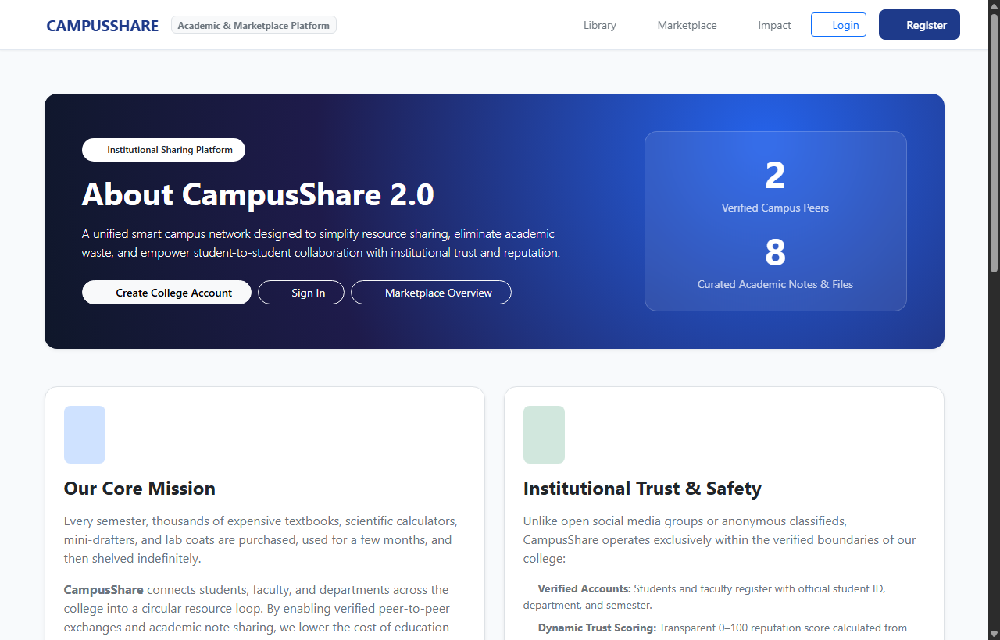 CAMPUSSHARE
Academic & Marketplace Platform
Library
Marketplace
Impact
Login
Register
Institutional Sharing Platform
About CampusShare 2.0
A unified smart campus network designed to simplify resource sharing, eliminate academic
waste, and empower student-to-student collaboration with institutional trust and reputation.
Create College Account
Sign In
Marketplace Overview
2
Verified Campus Peers
8
Curated Academic Notes & Files
Our Core Mission
Every semester, thousands of expensive textbooks, scientific calculators,
mini-drafters, and lab coats are purchased, used for a few months, and
then shelved indefinitely.
CampusShare connects students, faculty, and departments across the
college into a circular resource loop. By enabling verified peer-to-peer
exchanges and academic note sharing, we lower the cost of education
Institutional Trust & Safety
Unlike open social media groups or anonymous classifieds,
CampusShare operates exclusively within the verified boundaries of our
college:
Verified Accounts: Students and faculty register with official student ID,
department, and semester.
Dynamic Trust Scoring: Transparent 0–100 reputation score calculated from